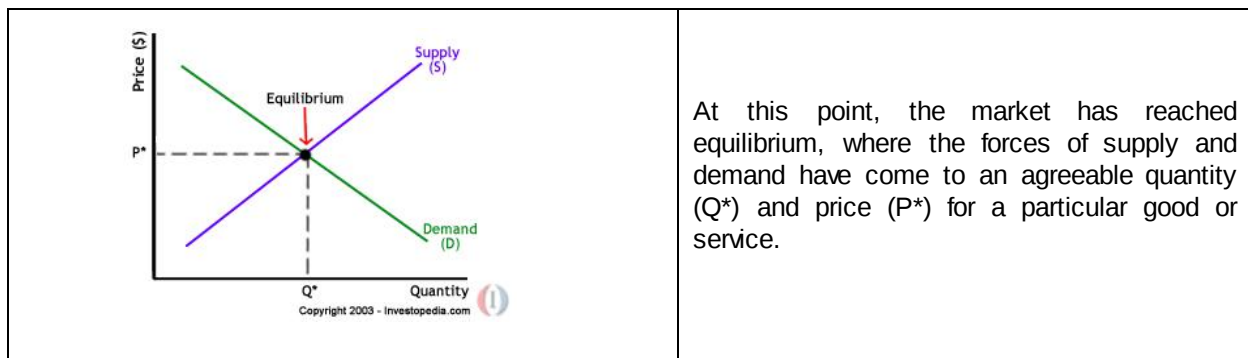 Price ($)
Supply
(S)
Equilibrium
P*
Demand
(D)
Q*
Quantity
Copyright 2003 - Investopedia.com
At this point, the market has reached
equilibrium, where the forces of supply and
demand have come to an agreeable quantity
(Q*) and price (P*) for a particular good or
service.